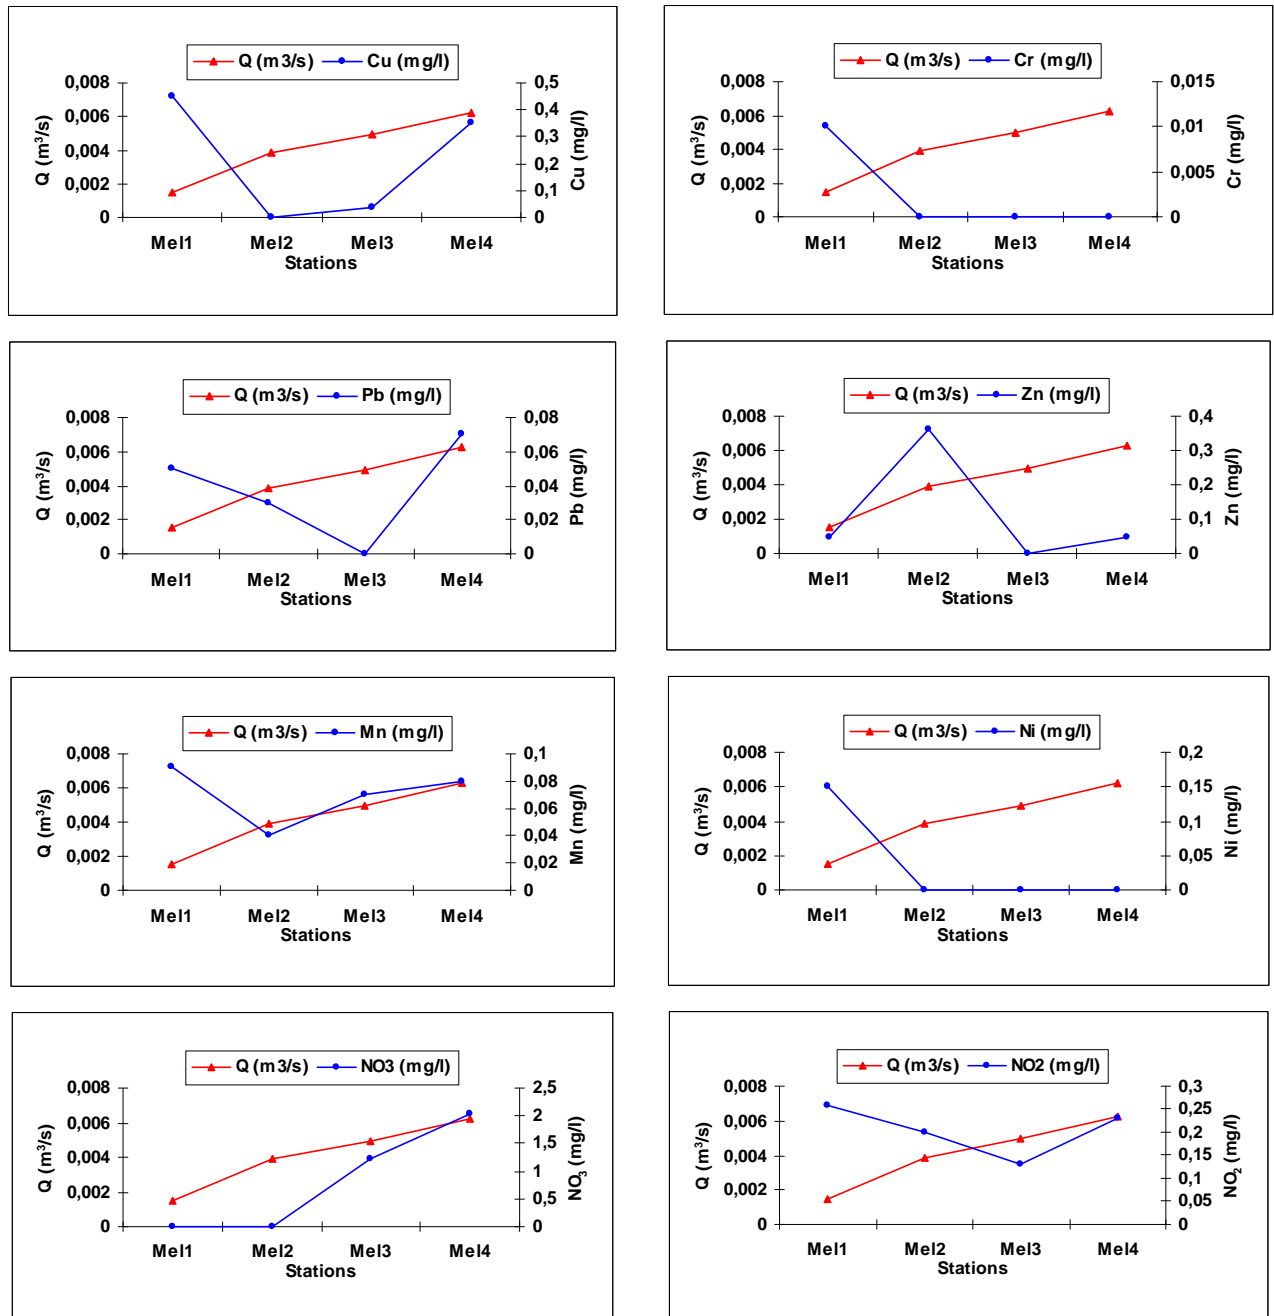 Q (m3/s) Cu (mg/l)
0,008 0,5
0,006 0,4
0,004 0,3
0,002 0,2
0 0,1
0
Q (m³/s)
Cu (mg/l)
Mel1 Mel2 Mel3 Mel4
Stations
Q (m3/s) Cr (mg/l)
0,008 0,015
0,006 0,01
0,004 0,005
0,002 0
0
Q (m³/s)
Cr (mg/l)
Mel1 Mel2 Mel3 Mel4
Stations
Q (m3/s) Pb (mg/l)
0,008 0,08
0,006 0,06
0,004 0,04
0,002 0,02
0 0
Q (m³/s)
Pb (mg/l)
Mel1 Mel2 Mel3 Mel4
Stations
Q (m3/s) Zn (mg/l)
0,008 0,4
0,006 0,3
0,004 0,2
0,002 0,1
0 0
Q (m³/s)
Zn (mg/l)
Mel1 Mel2 Mel3 Mel4
Stations
Q (m3/s) Mn (mg/l)
0,008 0,1
0,006 0,08
0,004 0,06
0,002 0,04
0 0,02
0
Q (m³/s)
Mn (mg/l)
Mel1 Mel2 Mel3 Mel4
Stations
Q (m3/s) Ni (mg/l)
0,008 0,2
0,006 0,15
0,004 0,1
0,002 0,05
0 0
Q (m³/s)
Ni (mg/l)
Mel1 Mel2 Mel3 Mel4
Stations
Q (m3/s) NO3 (mg/l)
0,008 2,5
0,006 2
0,004 1,5
0,002 1
0 0,5
0
Q (m³/s)
NO₃ (mg/l)
Mel1 Mel2 Mel3 Mel4
Stations
Q (m3/s) NO2 (mg/l)
0,008 0,3
0,006 0,25
0,004 0,2
0,002 0,15
0 0,1
0,05
0
Q (m³/s)
NO₂ (mg/l)
Mel1 Mel2 Mel3 Mel4
Stations